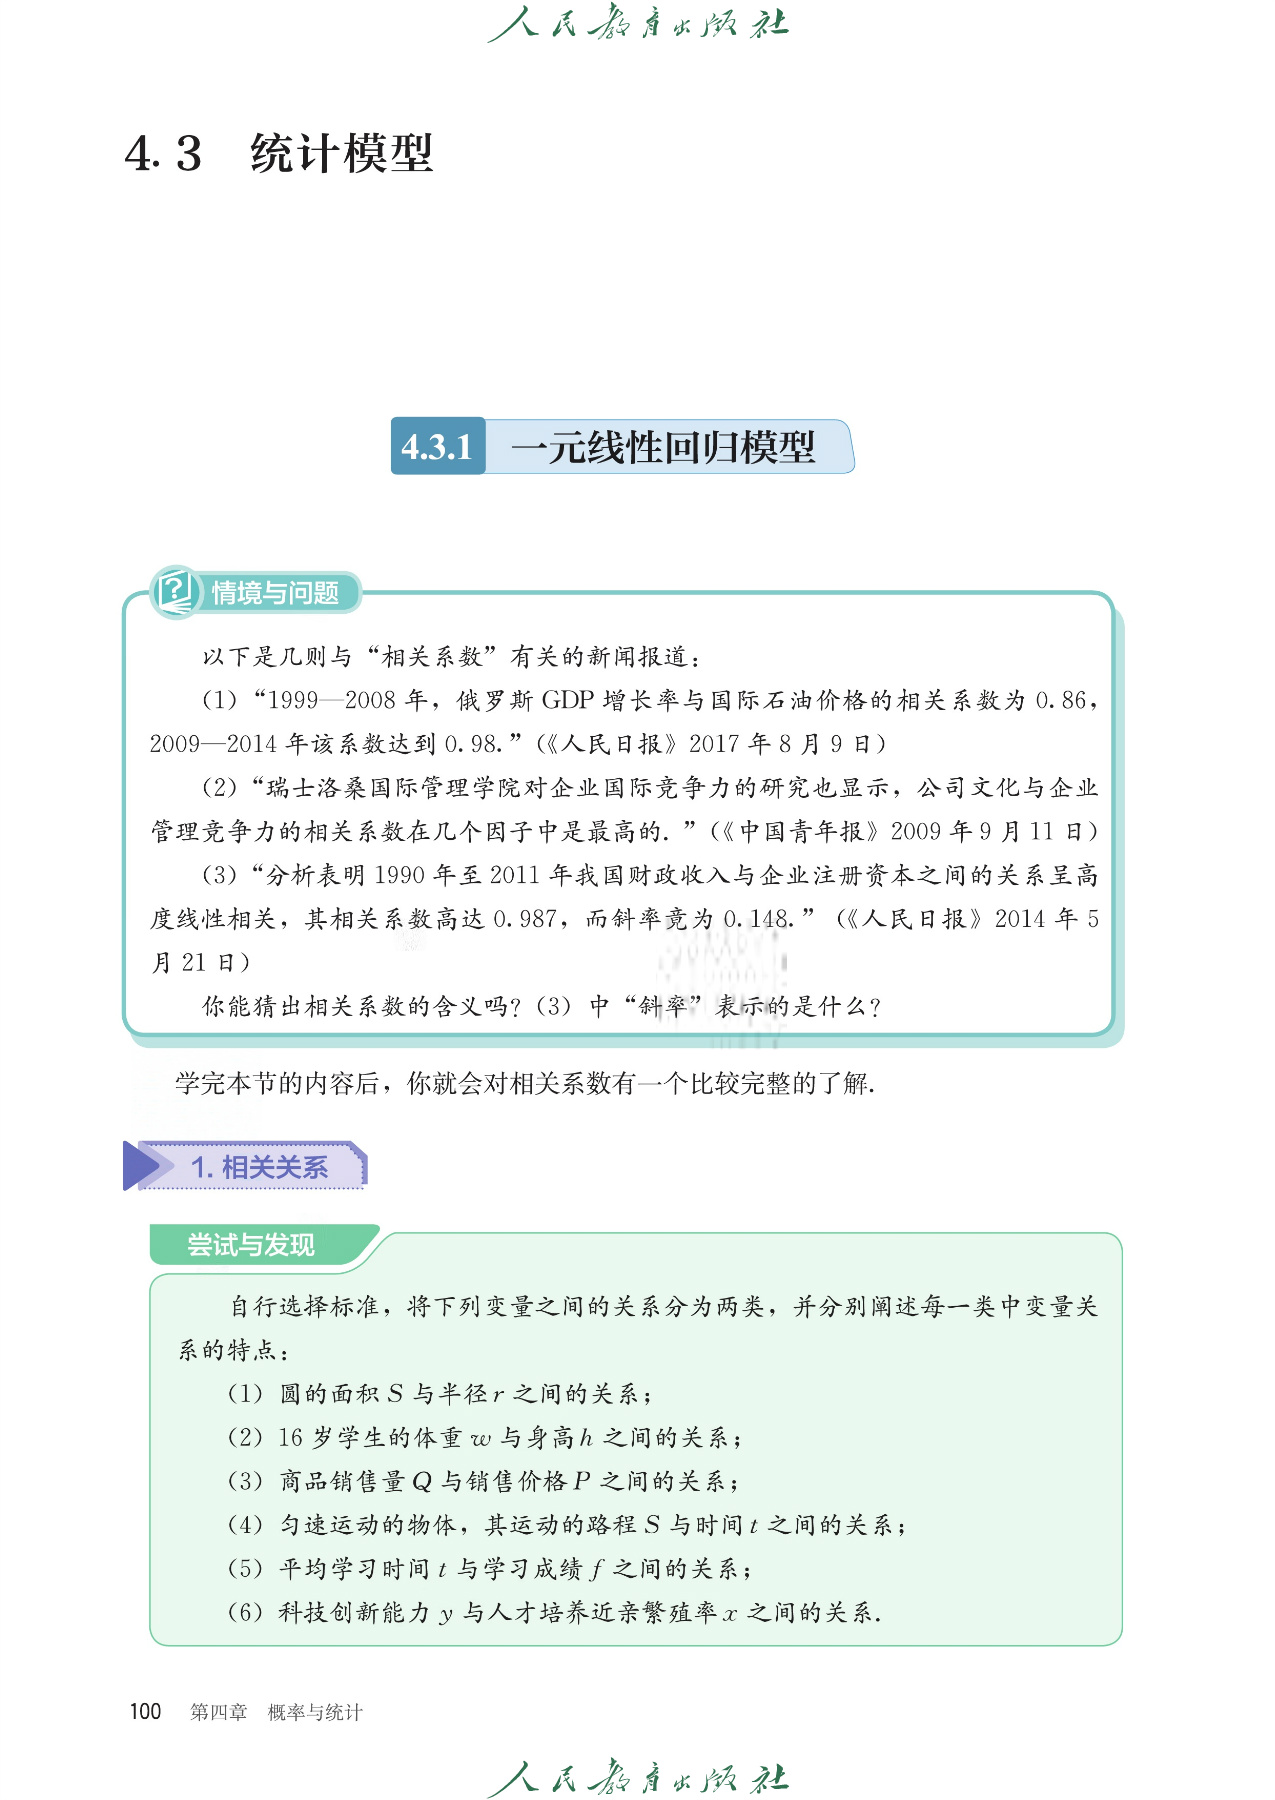 人民教育出版社
4.3 统计模型
4.3.1 一元线性回归模型
情境与问题
以下是几则与“相关系数”有关的新闻报道：
（1）“1999—2008 年，俄罗斯 GDP 增长率与国际石油价格的相关系数为 0.86，
2009—2014 年该系数达到 0.98.”（《人民日报》2017 年 8 月 9 日）
（2）“瑞士洛桑国际管理学院对企业国际竞争力的研究也显示，公司文化与企业
管理竞争力的相关系数在几个因子中是最高的.”（《中国青年报》2009 年 9 月 11 日）
（3）“分析表明 1990 年至 2011 年我国财政收入与企业注册资本之间的关系呈高
度线性相关，其相关系数高达 0.987，而斜率竟为 0.148.”（《人民日报》2014 年 5
月 21 日）
你能猜出相关系数的含义吗？（3）中“斜率”表示的是什么？
学完本节的内容后，你就会对相关系数有一个比较完整的了解.
1. 相关关系
尝试与发现
自行选择标准，将下列变量之间的关系分为两类，并分别阐述每一类中变量关
系的特点：
（1）圆的面积 S 与半径 r 之间的关系；
（2）16 岁学生的体重 w 与身高 h 之间的关系；
（3）商品销售量 Q 与销售价格 P 之间的关系；
（4）匀速运动的物体，其运动的路程 S 与时间 t 之间的关系；
（5）平均学习时间 t 与学习成绩 f 之间的关系；
（6）科技创新能力 y 与人才培养近亲繁殖率 x 之间的关系.
100 第四章 概率与统计
人民教育出版社